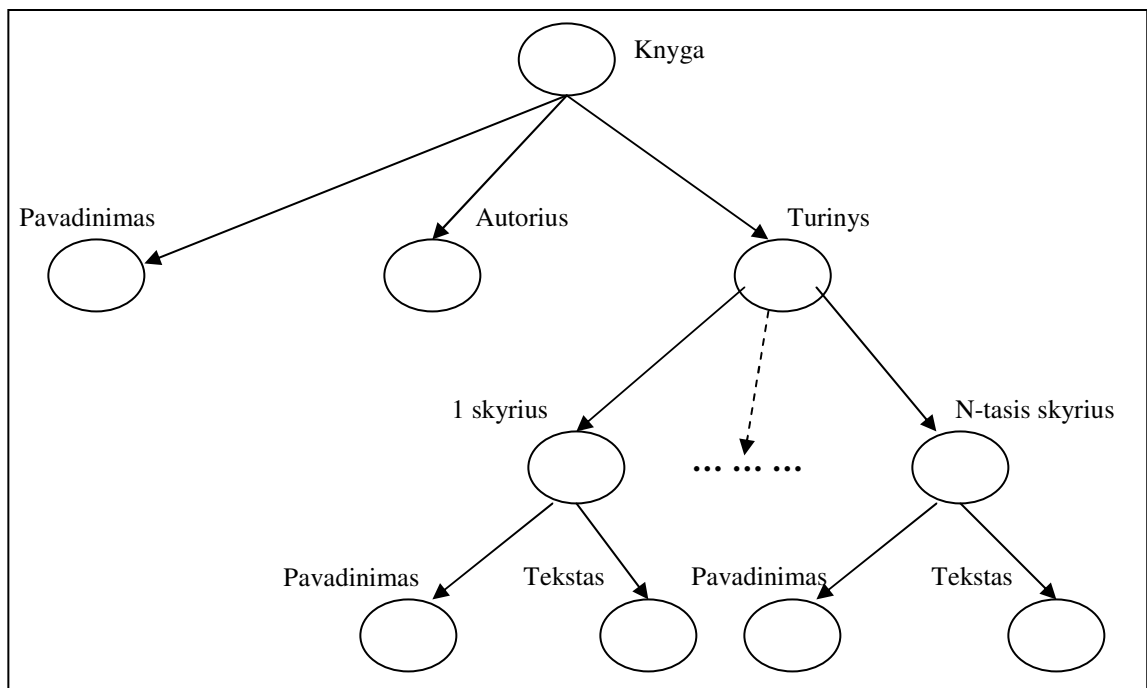 Knyga
Pavadinimas
Autorius
Turinys
1 skyrius
N-tasis skyrius
... ... ...
Pavadinimas
Tekstas
Pavadinimas
Tekstas